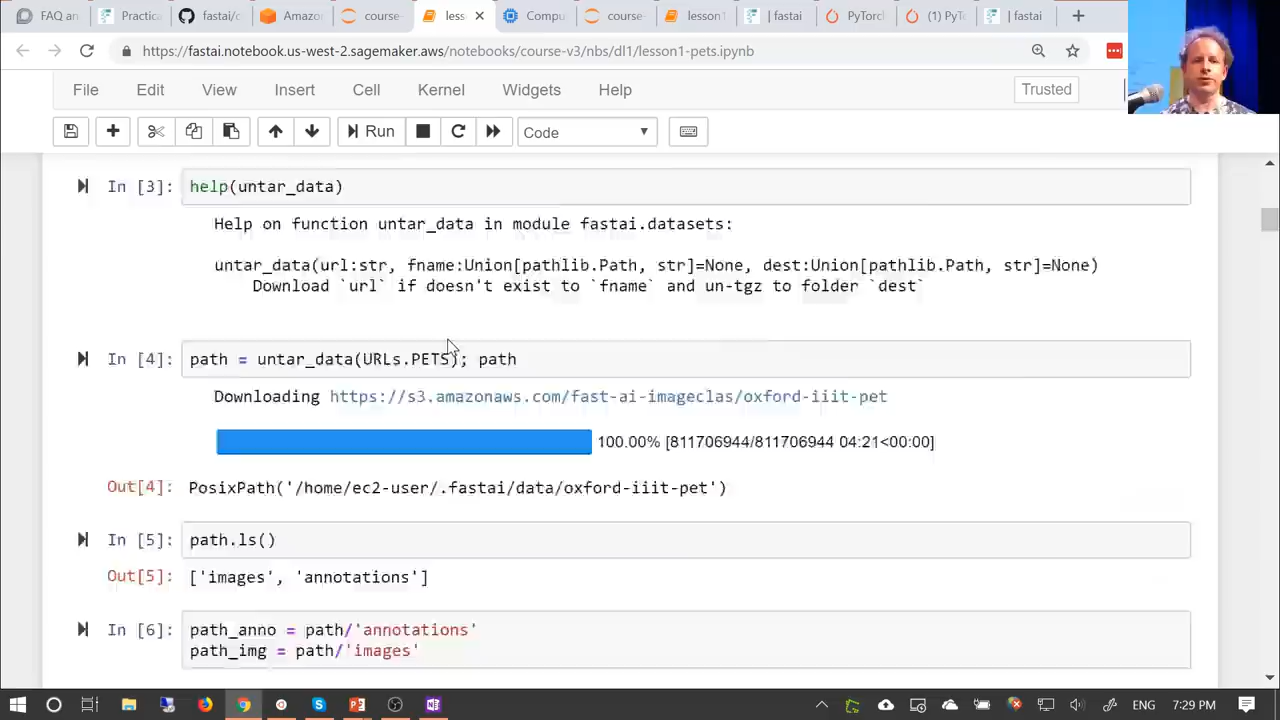 FAQ an
Practica
fastai/c
Amazor
course-
less
Compu
course-
lesson1
| fastai
PyTorcl
(1) PyTo
| fastai
https://fastai.notebook.us-west-2.sagemaker.aws/notebooks/course-v3/nbs/dl1/lesson1-pets.ipynb
File Edit View Insert Cell Kernel Widgets Help Trusted
Run Code
In [3]: help(untar_data)
Help on function untar_data in module fastai.datasets:
untar_data(url:str, fname:Union[pathlib.Path, str]=None, dest:Union[pathlib.Path, str]=None)
Download `url` if doesn't exist to `fname` and un-tgz to folder `dest`
In [4]: path = untar_data(URLs.PETS); path
Downloading https://s3.amazonaws.com/fast-ai-imageclas/oxford-iiit-pet
100.00% [811706944/811706944 04:21<00:00]
Out[4]: PosixPath('/home/ec2-user/.fastai/data/oxford-iiit-pet')
In [5]: path.ls()
Out[5]: ['images', 'annotations']
In [6]: path_anno = path/'annotations'
path_img = path/'images'
ENG 7:29 PM